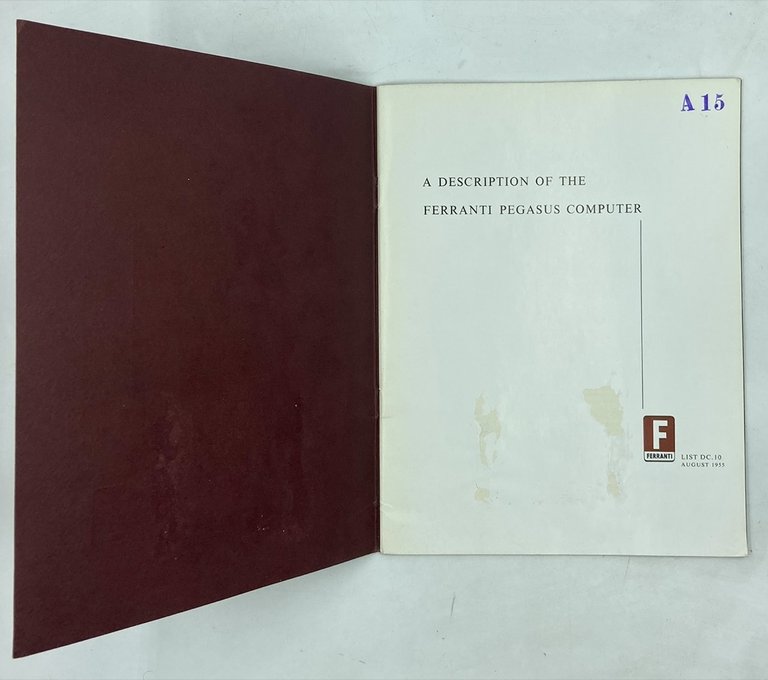 A 15
A DESCRIPTION OF THE
FERRANTI PEGASUS COMPUTER
F
FERRANTI
LIST DC. 10
AUGUST 1955